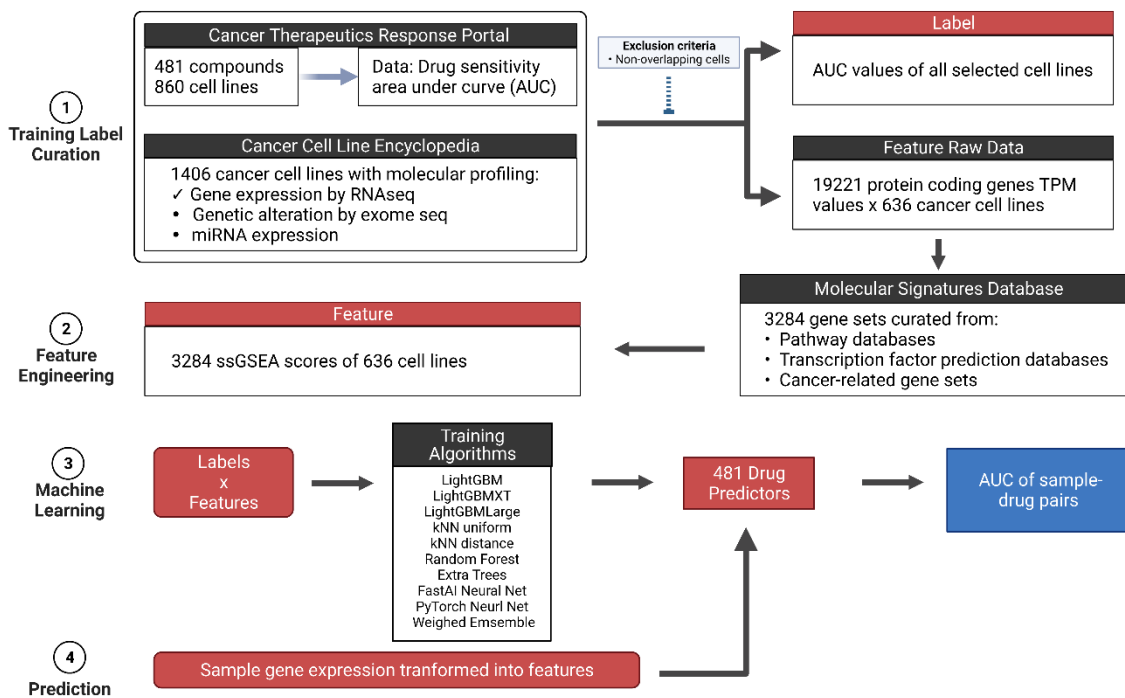 1
Training Label
Curation
Cancer Therapeutics Response Portal
481 compounds
860 cell lines
Data: Drug sensitivity
area under curve (AUC)
Cancer Cell Line Encyclopedia
1406 cancer cell lines with molecular profiling:
✓ Gene expression by RNAseq
• Genetic alteration by exome seq
• miRNA expression
Exclusion criteria
• Non-overlapping cells
Label
AUC values of all selected cell lines
Feature Raw Data
19221 protein coding genes TPM
values x 636 cancer cell lines
2
Feature
Engineering
Feature
3284 ssGSEA scores of 636 cell lines
Molecular Signatures Database
3284 gene sets curated from:
• Pathway databases
• Transcription factor prediction databases
• Cancer-related gene sets
3
Machine
Learning
Labels
x
Features
Training
Algorithms
LightGBM
LightGBMXT
LightGBMLarge
kNN uniform
kNN distance
Random Forest
Extra Trees
FastAI Neural Net
PyTorch Neurl Net
Weighed Emsemble
481 Drug
Predictors
AUC of sample-
drug pairs
4
Prediction
Sample gene expression tranformed into features